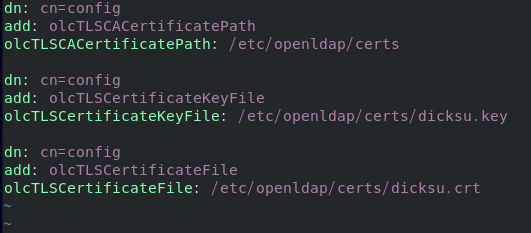 dn: cn=config
add: olcTLSCACertificatePath
olcTLSCACertificatePath: /etc/openldap/certs

dn: cn=config
add: olcTLSCertificateKeyFile
olcTLSCertificateKeyFile: /etc/openldap/certs/dicksu.key

dn: cn=config
add: olcTLSCertificateFile
olcTLSCertificateFile: /etc/openldap/certs/dicksu.crt
~
~